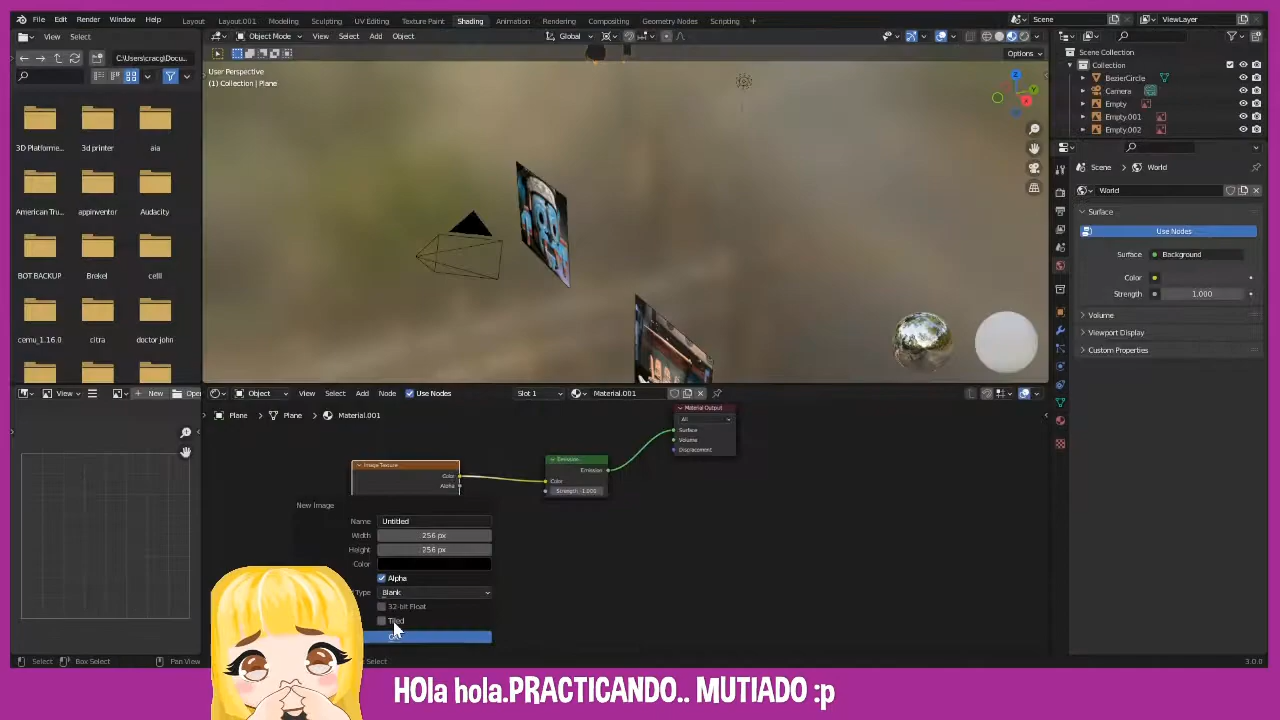 File Edit Render Window Help Layout Layout.001 Modeling Sculpting UV Editing Texture Paint Shading Animation Rendering Compositing Geometry Nodes Scripting + Scene ViewLayer
View Select Object Mode View Select Add Object Global
C:\Users\cracg\Docu... Options
User Perspective
(1) Collection | Plane
Scene Collection
Collection
BezierCircle
Camera
Empty
Empty.001
Empty.002
3D Platforme... 3d printer aia
American Tru... appinventor Audacity
BOT BACKUP Brekel celll
cemu_1.16.0 citra doctor john
Scene World
World
Surface
Use Nodes
Surface Background
Color
Strength 1.000
Volume
Viewport Display
Custom Properties
View New Open Object View Select Add Node Use Nodes Slot 1 Material.001
Plane Plane Material.001
Material Output
All
Surface
Volume
Displacement
Image Texture
Color
Alpha
Emission
Emission
Color
Strength 1.000
New Image
Name Untitled
Width 256 px
Height 256 px
Color
Alpha
Type Blank
32-bit Float
Tiled
Select Box Select Pan View Select 3.0.0
HOla hola.PRACTICANDO.. MUTIADO :p